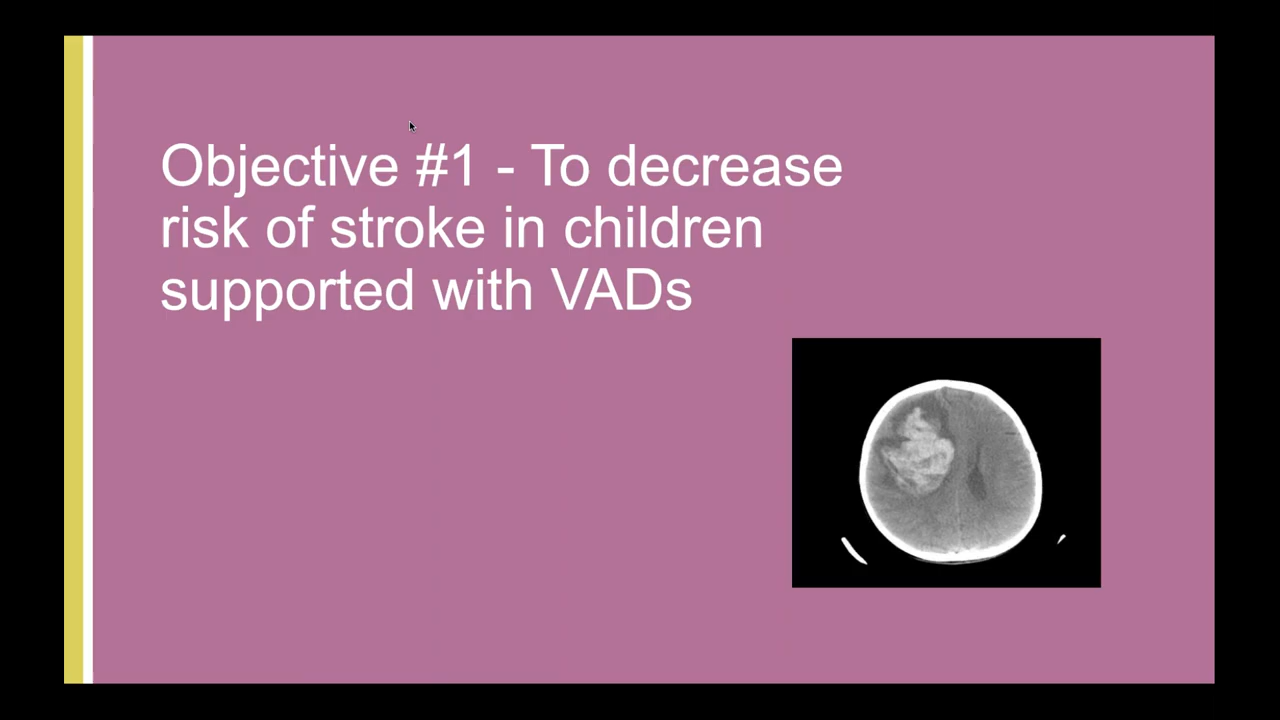 Objective #1 - To decrease
risk of stroke in children
supported with VADs